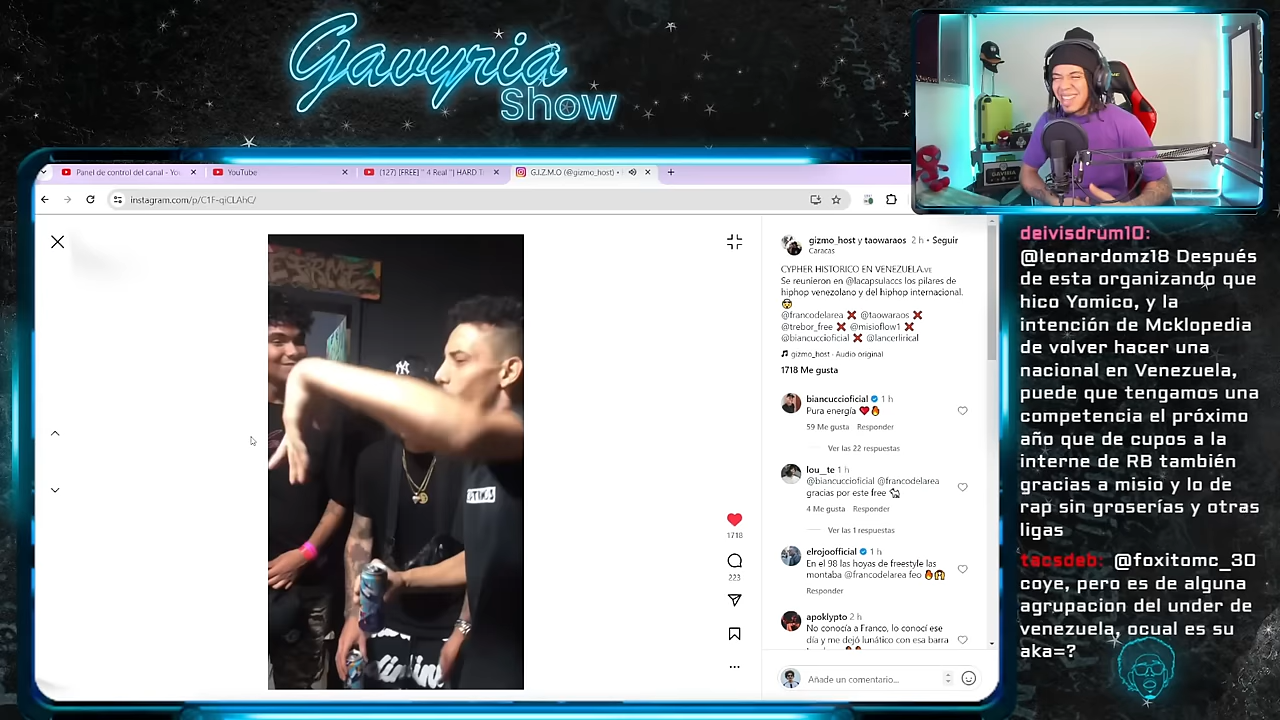 Gavyria
Show
Panel de control del canal - Yo
YouTube
(127) [FREE] " 4 Real "| HARD T
G.I.Z.M.O (@gizmo_host) •
instagram.com/p/C1F-qiCLAhC/
gizmo_host y taowaraos 2 h • Seguir
Caracas
CYPHER HISTORICO EN VENEZUELA.VE
Se reunieron en @lacapsulaccs los pilares de
hiphop venezolano y del hiphop internacional.
@francodelarea ❌ @taowaraos ❌
@trebor_free ❌ @misioflow1 ❌
@biancuccioficial ❌ @lancerlirical
gizmo_host • Audio original
1718 Me gusta
biancuccioficial 1 h
Pura energía ❤️🔥
59 Me gusta Responder
Ver las 22 respuestas
lou__te 1 h
@biancuccioficial @francodelarea
gracias por este free
4 Me gusta Responder
Ver las 1 respuestas
elrojooficial 1 h
En el 98 las hoyas de freestyle las
montaba @francodelarea feo 🔥
Responder
apoklypto 2 h
No conocía a Franco, lo conocí ese
día y me dejó lunático con esa barra
Añade un comentario...
1718
223
deivisdrum10:
@leonardomz18 Después
de esta organizando que
hico Yomico, y la
intención de Mcklopedia
de volver hacer una
nacional en Venezuela,
puede que tengamos una
competencia el próximo
año que de cupos a la
interne de RB también
gracias a misio y lo de
rap sin groserías y otras
ligas
tacsdeb: @foxitomc_30
coye, pero es de alguna
agrupacion del under de
venezuela, ocual es su
aka=?